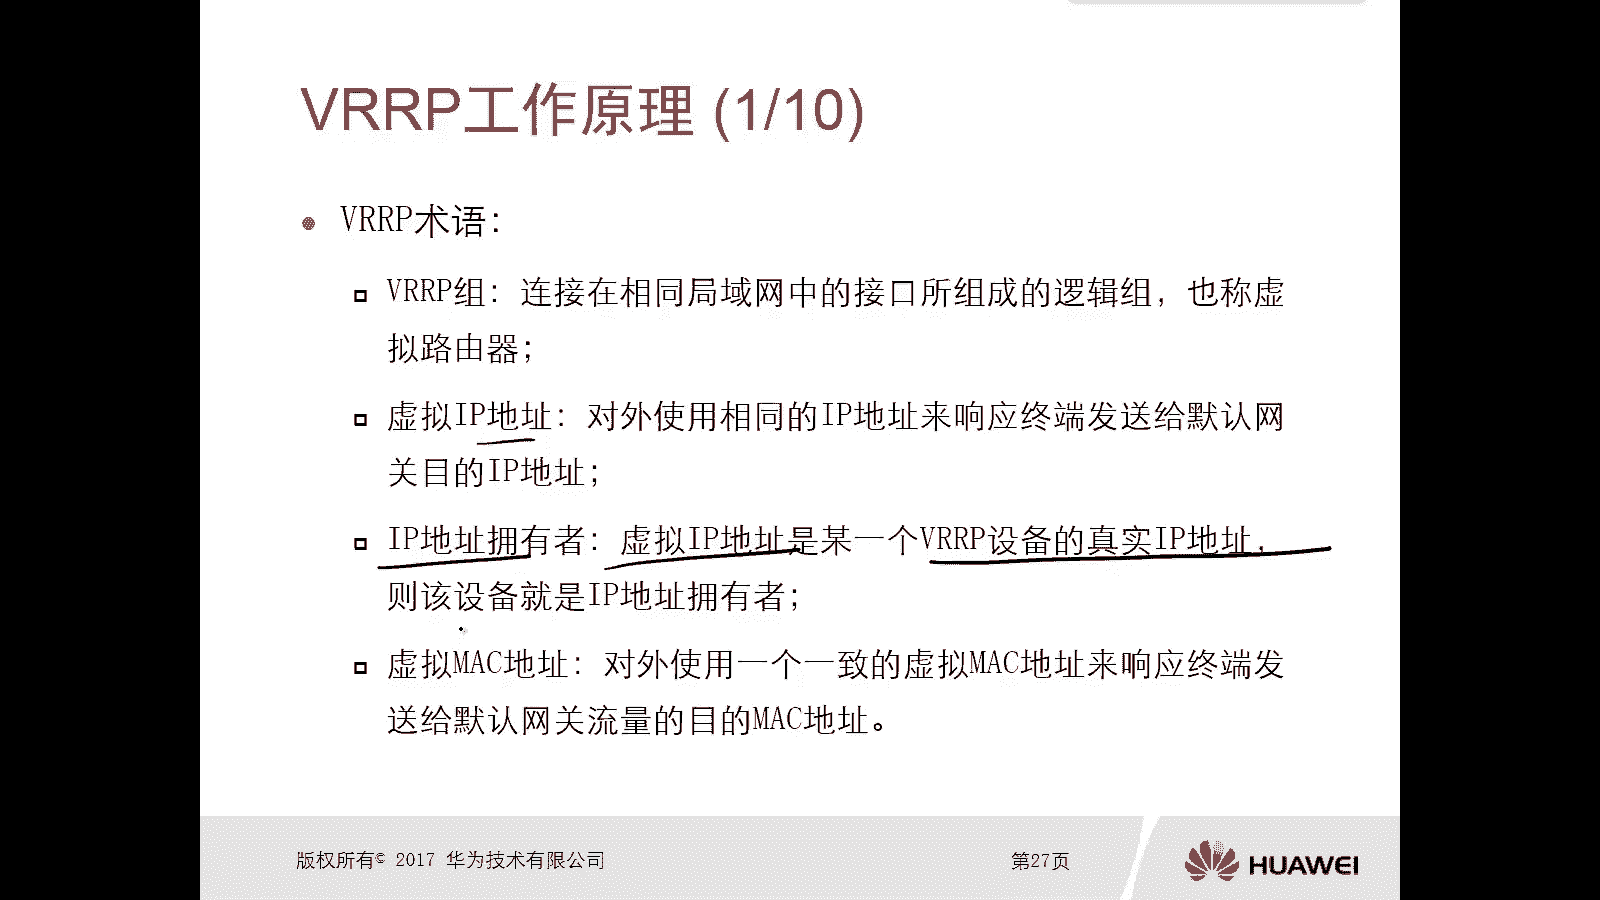 VRRP工作原理 (1/10)
VRRP术语：
VRRP组：连接在相同局域网中的接口所组成的逻辑组，也称虚
拟路由器；
虚拟IP地址：对外使用相同的IP地址来响应终端发送给默认网
关目的IP地址；
IP地址拥有者：虚拟IP地址是某一个VRRP设备的真实IP地址，
则该设备就是IP地址拥有者；
虚拟MAC地址：对外使用一个一致的虚拟MAC地址来响应终端发
送给默认网关流量的目的MAC地址。
版权所有© 2017 华为技术有限公司
第27页
HUAWEI